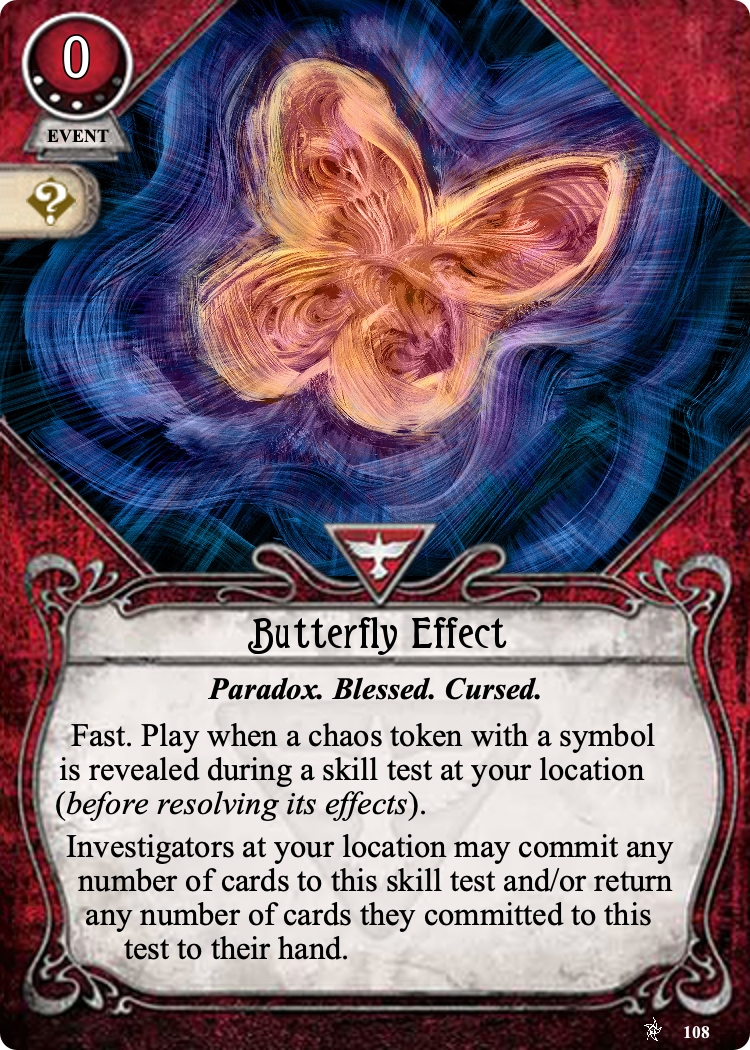 0
EVENT
?
Butterfly Effect
Paradox. Blessed. Cursed.
Fast. Play when a chaos token with a symbol
is revealed during a skill test at your location
(before resolving its effects).
Investigators at your location may commit any
number of cards to this skill test and/or return
any number of cards they committed to this
test to their hand.
108